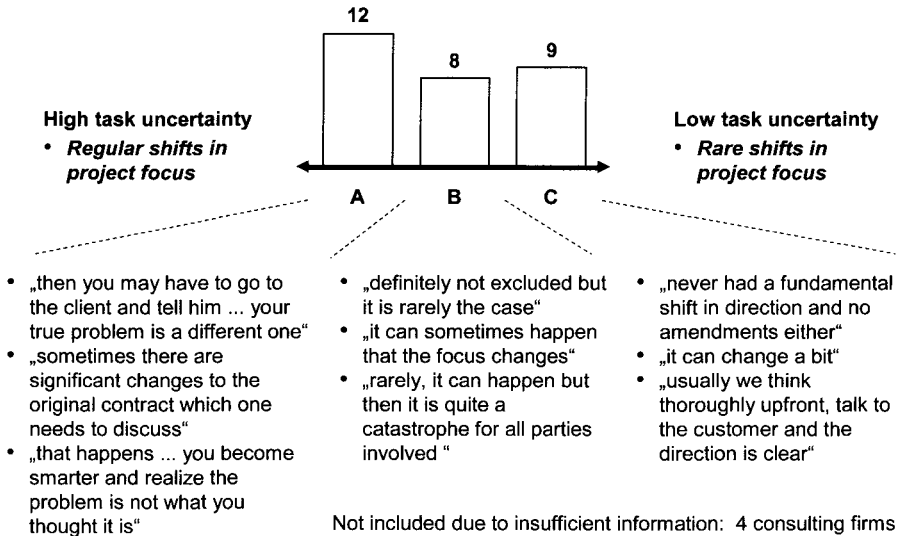 12
8
9
High task uncertainty
• Regular shifts in
project focus
Low task uncertainty
• Rare shifts in
project focus
A
B
C
• „then you may have to go to
the client and tell him ... your
true problem is a different one“
• „sometimes there are
significant changes to the
original contract which one
needs to discuss“
• „that happens ... you become
smarter and realize the
problem is not what you
thought it is“
• „definitely not excluded but
it is rarely the case“
• „it can sometimes happen
that the focus changes“
• „rarely, it can happen but
then it is quite a
catastrophe for all parties
involved “
• „never had a fundamental
shift in direction and no
amendments either“
• „it can change a bit“
• „usually we think
thoroughly upfront, talk to
the customer and the
direction is clear“
Not included due to insufficient information: 4 consulting firms